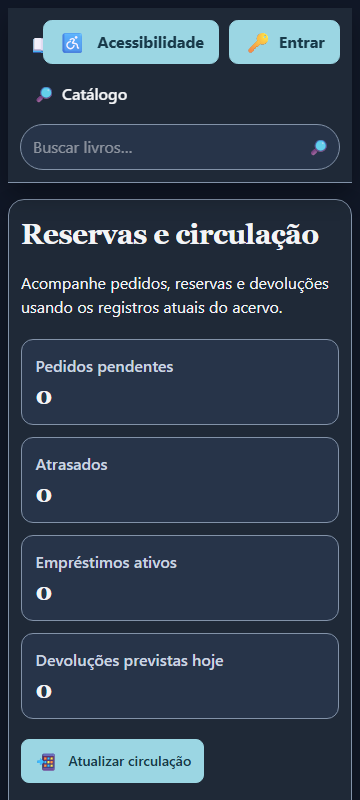 Acessibilidade
Entrar
Catálogo
Buscar livros...
Reservas e circulação
Acompanhe pedidos, reservas e devoluções
usando os registros atuais do acervo.
Pedidos pendentes
0
Atrasados
0
Empréstimos ativos
0
Devoluções previstas hoje
0
Atualizar circulação